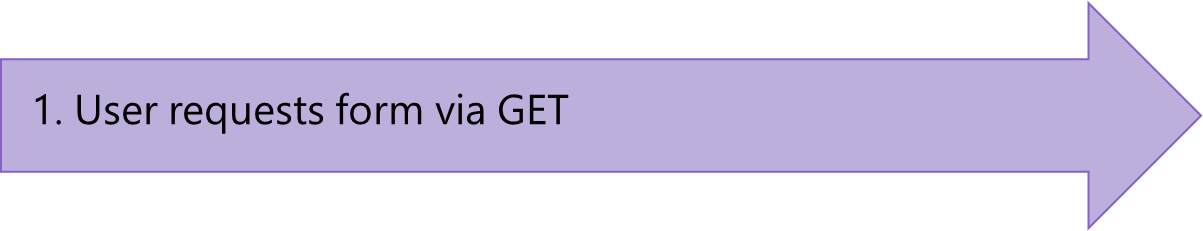 1. User requests form via GET